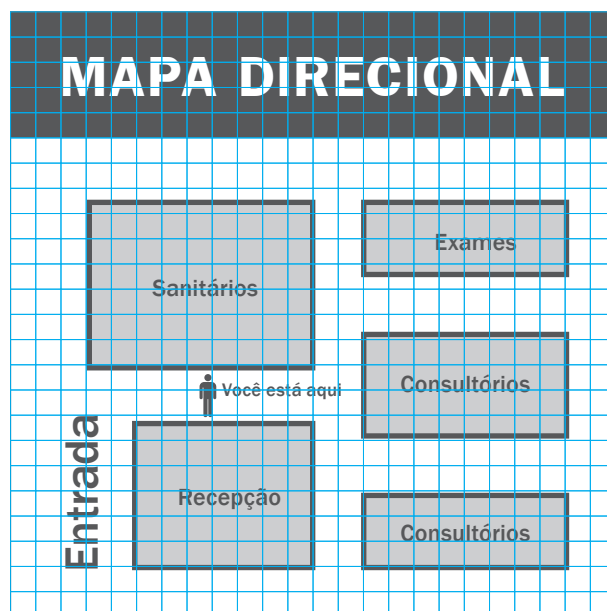 MAPA DIRECIONAL
Exames
Sanitários
Consultórios
Você está aqui
Entrada
Recepção
Consultórios